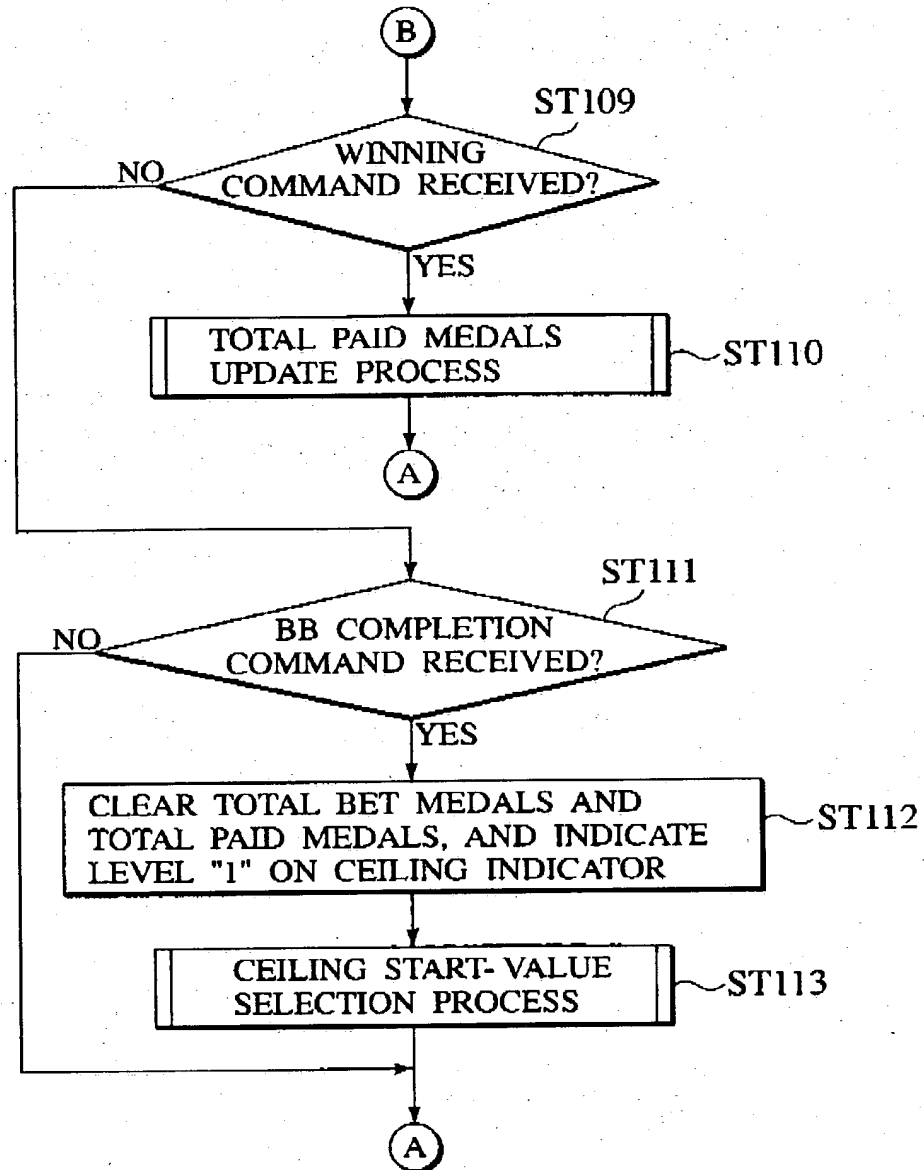 B
ST109
WINNING
COMMAND RECEIVED?
NO
YES
TOTAL PAID MEDALS
UPDATE PROCESS
ST110
A
ST111
BB COMPLETION
COMMAND RECEIVED?
NO
YES
CLEAR TOTAL BET MEDALS AND
TOTAL PAID MEDALS, AND INDICATE
LEVEL "1" ON CEILING INDICATOR
ST112
CEILING START-VALUE
SELECTION PROCESS
ST113
A